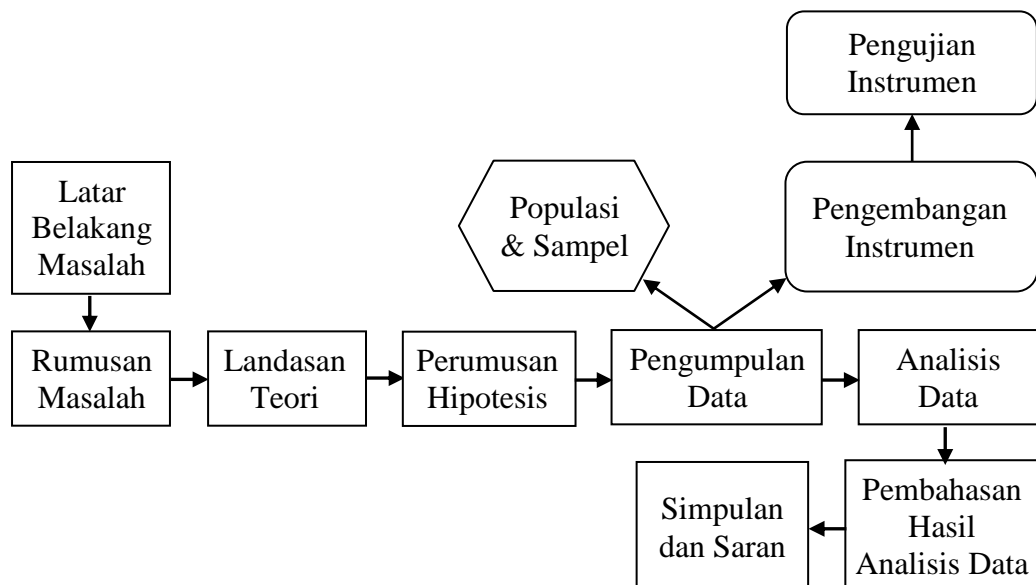 Pengujian
Instrumen
Latar
Belakang
Masalah
Populasi
& Sampel
Pengembangan
Instrumen
Rumusan
Masalah
Landasan
Teori
Perumusan
Hipotesis
Pengumpulan
Data
Analisis
Data
Simpulan
dan Saran
Pembahasan
Hasil
Analisis Data